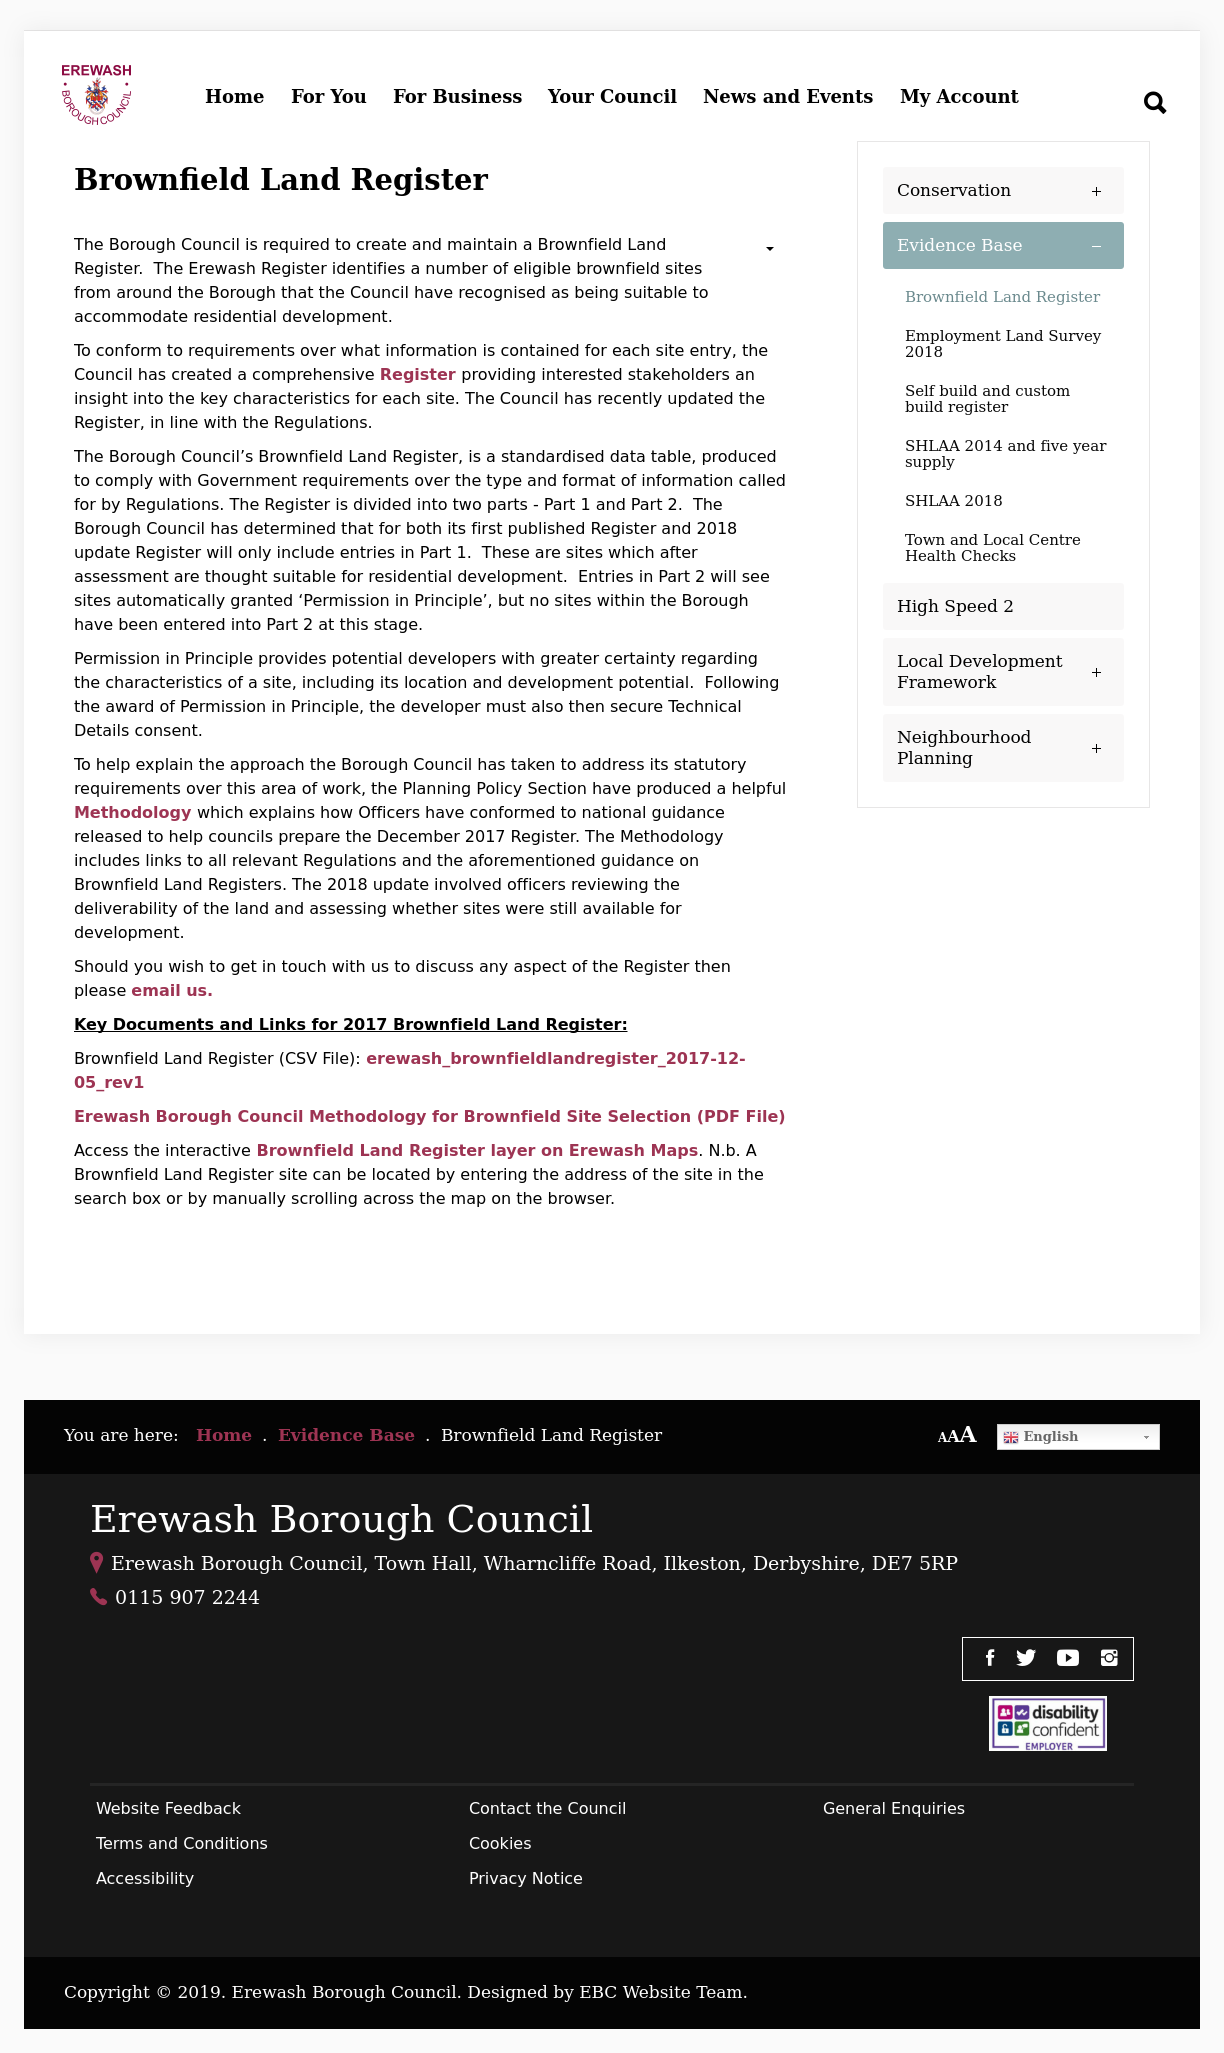 EREWASH
BOROUGH COUNCIL
Home For You For Business Your Council News and Events My Account
Brownfield Land Register
The Borough Council is required to create and maintain a Brownfield Land
Register.  The Erewash Register identifies a number of eligible brownfield sites
from around the Borough that the Council have recognised as being suitable to
accommodate residential development.
To conform to requirements over what information is contained for each site entry, the
Council has created a comprehensive Register providing interested stakeholders an
insight into the key characteristics for each site. The Council has recently updated the
Register, in line with the Regulations.
The Borough Council’s Brownfield Land Register, is a standardised data table, produced
to comply with Government requirements over the type and format of information called
for by Regulations. The Register is divided into two parts - Part 1 and Part 2.  The
Borough Council has determined that for both its first published Register and 2018
update Register will only include entries in Part 1.  These are sites which after
assessment are thought suitable for residential development.  Entries in Part 2 will see
sites automatically granted ‘Permission in Principle’, but no sites within the Borough
have been entered into Part 2 at this stage.
Permission in Principle provides potential developers with greater certainty regarding
the characteristics of a site, including its location and development potential.  Following
the award of Permission in Principle, the developer must also then secure Technical
Details consent.
To help explain the approach the Borough Council has taken to address its statutory
requirements over this area of work, the Planning Policy Section have produced a helpful
Methodology which explains how Officers have conformed to national guidance
released to help councils prepare the December 2017 Register. The Methodology
includes links to all relevant Regulations and the aforementioned guidance on
Brownfield Land Registers. The 2018 update involved officers reviewing the
deliverability of the land and assessing whether sites were still available for
development.
Should you wish to get in touch with us to discuss any aspect of the Register then
please email us.
Key Documents and Links for 2017 Brownfield Land Register:
Brownfield Land Register (CSV File): erewash_brownfieldlandregister_2017-12-
05_rev1
Erewash Borough Council Methodology for Brownfield Site Selection (PDF File)
Access the interactive Brownfield Land Register layer on Erewash Maps. N.b. A
Brownfield Land Register site can be located by entering the address of the site in the
search box or by manually scrolling across the map on the browser.
Conservation +
Evidence Base −
Brownfield Land Register
Employment Land Survey
2018
Self build and custom
build register
SHLAA 2014 and five year
supply
SHLAA 2018
Town and Local Centre
Health Checks
High Speed 2
Local Development
Framework +
Neighbourhood
Planning +
You are here: Home . Evidence Base . Brownfield Land Register
AAA English
Erewash Borough Council
Erewash Borough Council, Town Hall, Wharncliffe Road, Ilkeston, Derbyshire, DE7 5RP
0115 907 2244
disability
confident
EMPLOYER
Website Feedback Contact the Council General Enquiries
Terms and Conditions Cookies
Accessibility Privacy Notice
Copyright © 2019. Erewash Borough Council. Designed by EBC Website Team.